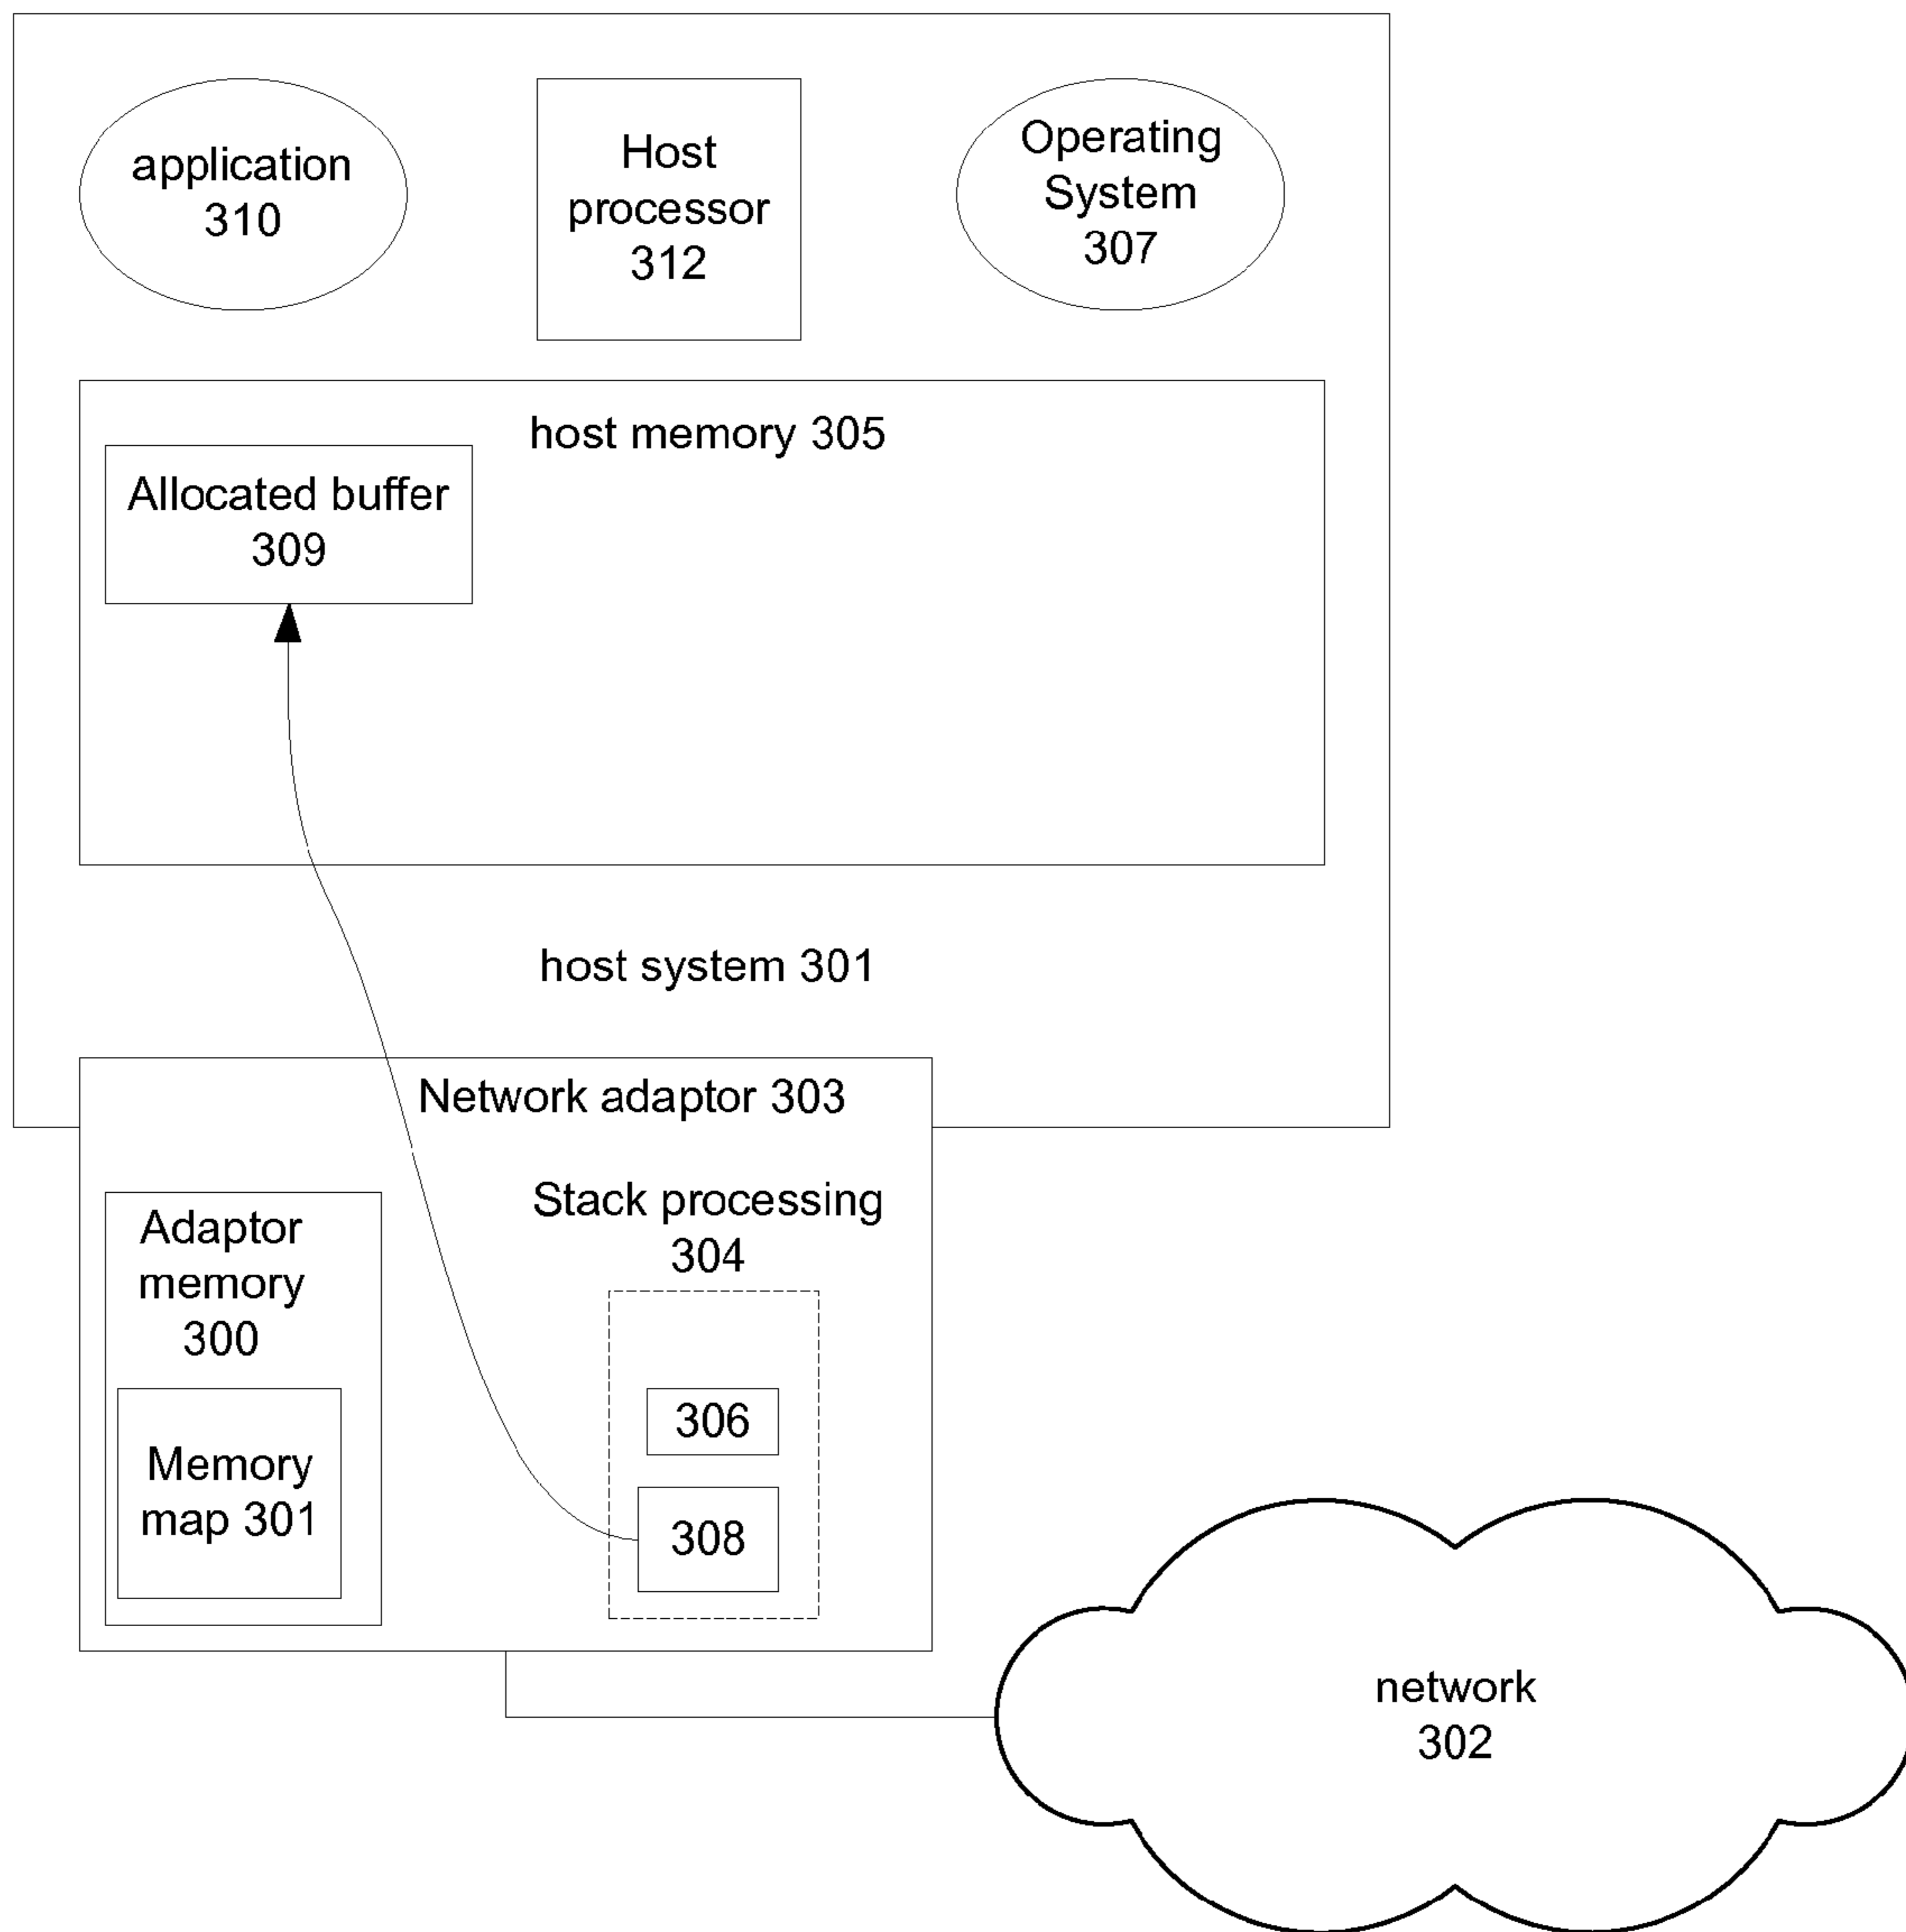 application
310
Host
processor
312
Operating
System
307
host memory 305
Allocated buffer
309
host system 301
Network adaptor 303
Stack processing
304
Adaptor
memory
300
306
Memory
map 301
308
network
302